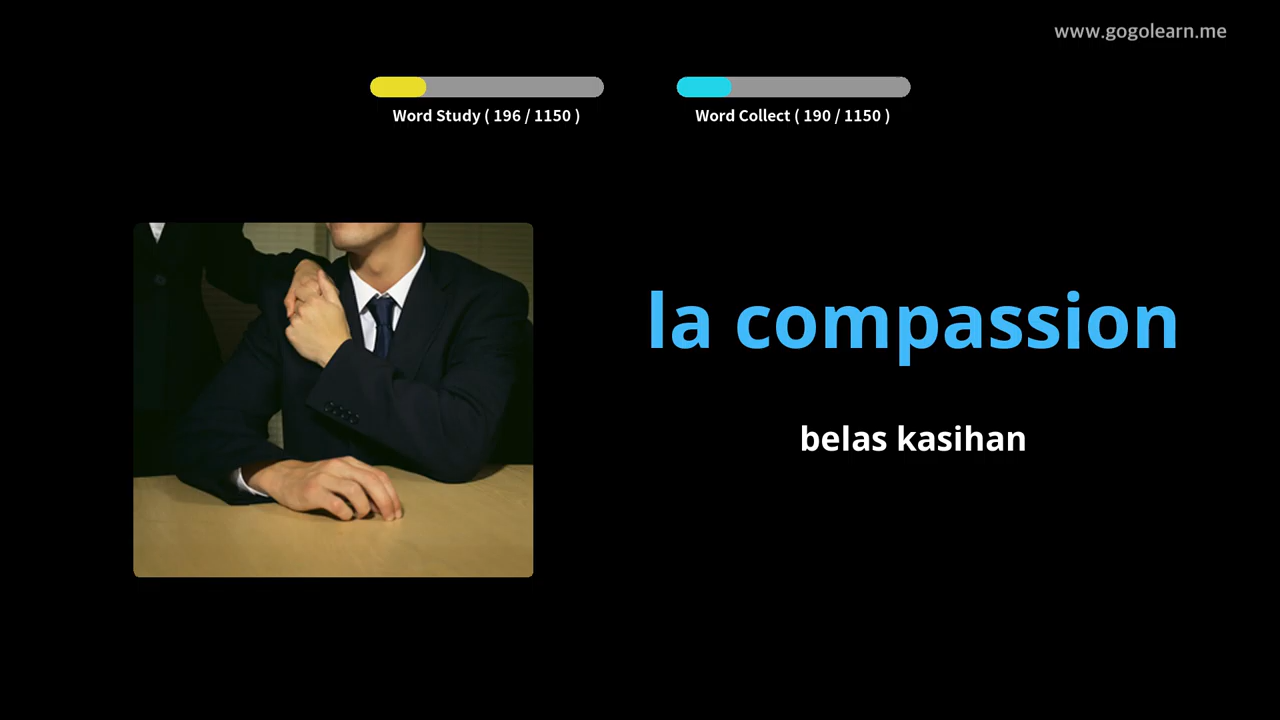 www.gogolearn.me
Word Study ( 196 / 1150 )
Word Collect ( 190 / 1150 )
la compassion
belas kasihan